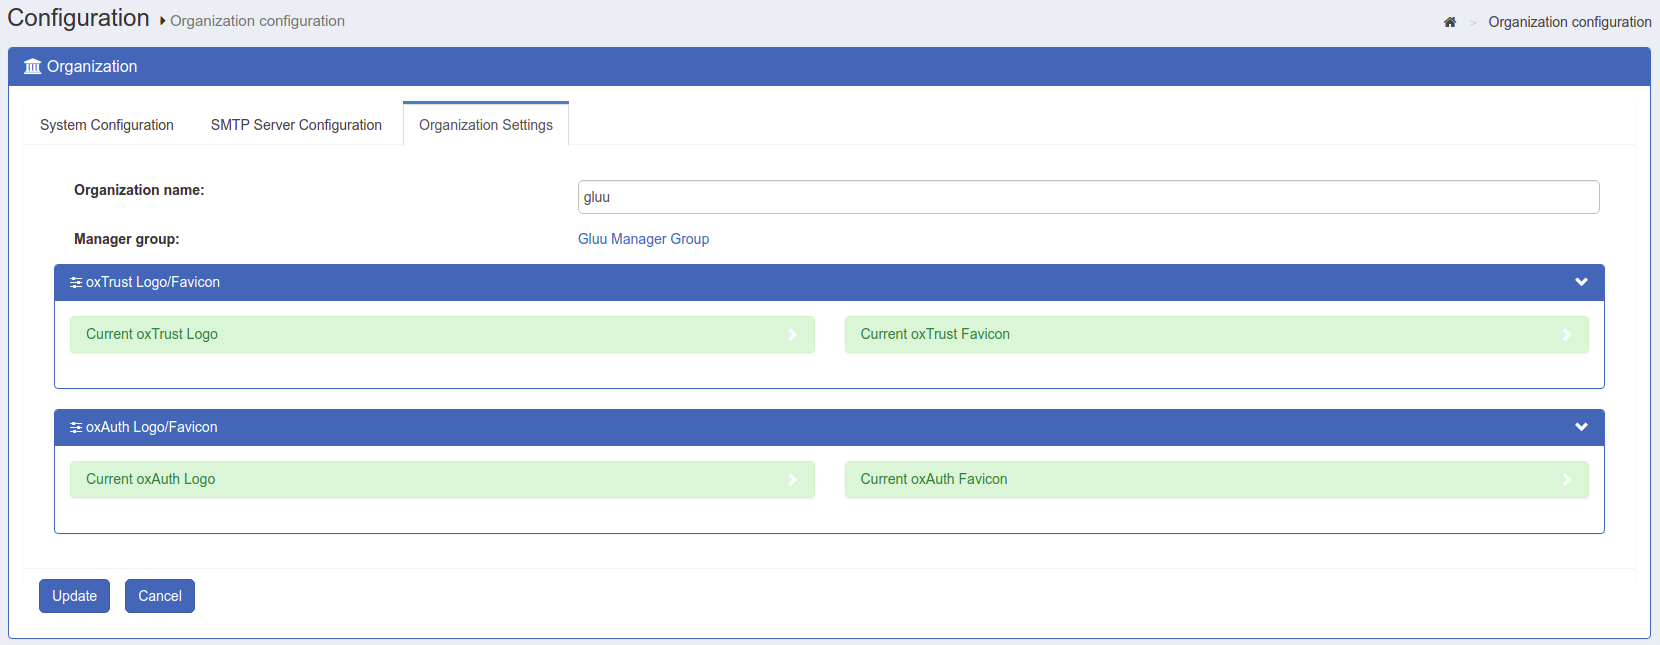 Configuration Organization configuration
> Organization configuration
Organization
System Configuration SMTP Server Configuration Organization Settings
Organization name: gluu
Manager group: Gluu Manager Group
oxTrust Logo/Favicon
Current oxTrust Logo Current oxTrust Favicon
oxAuth Logo/Favicon
Current oxAuth Logo Current oxAuth Favicon
Update Cancel